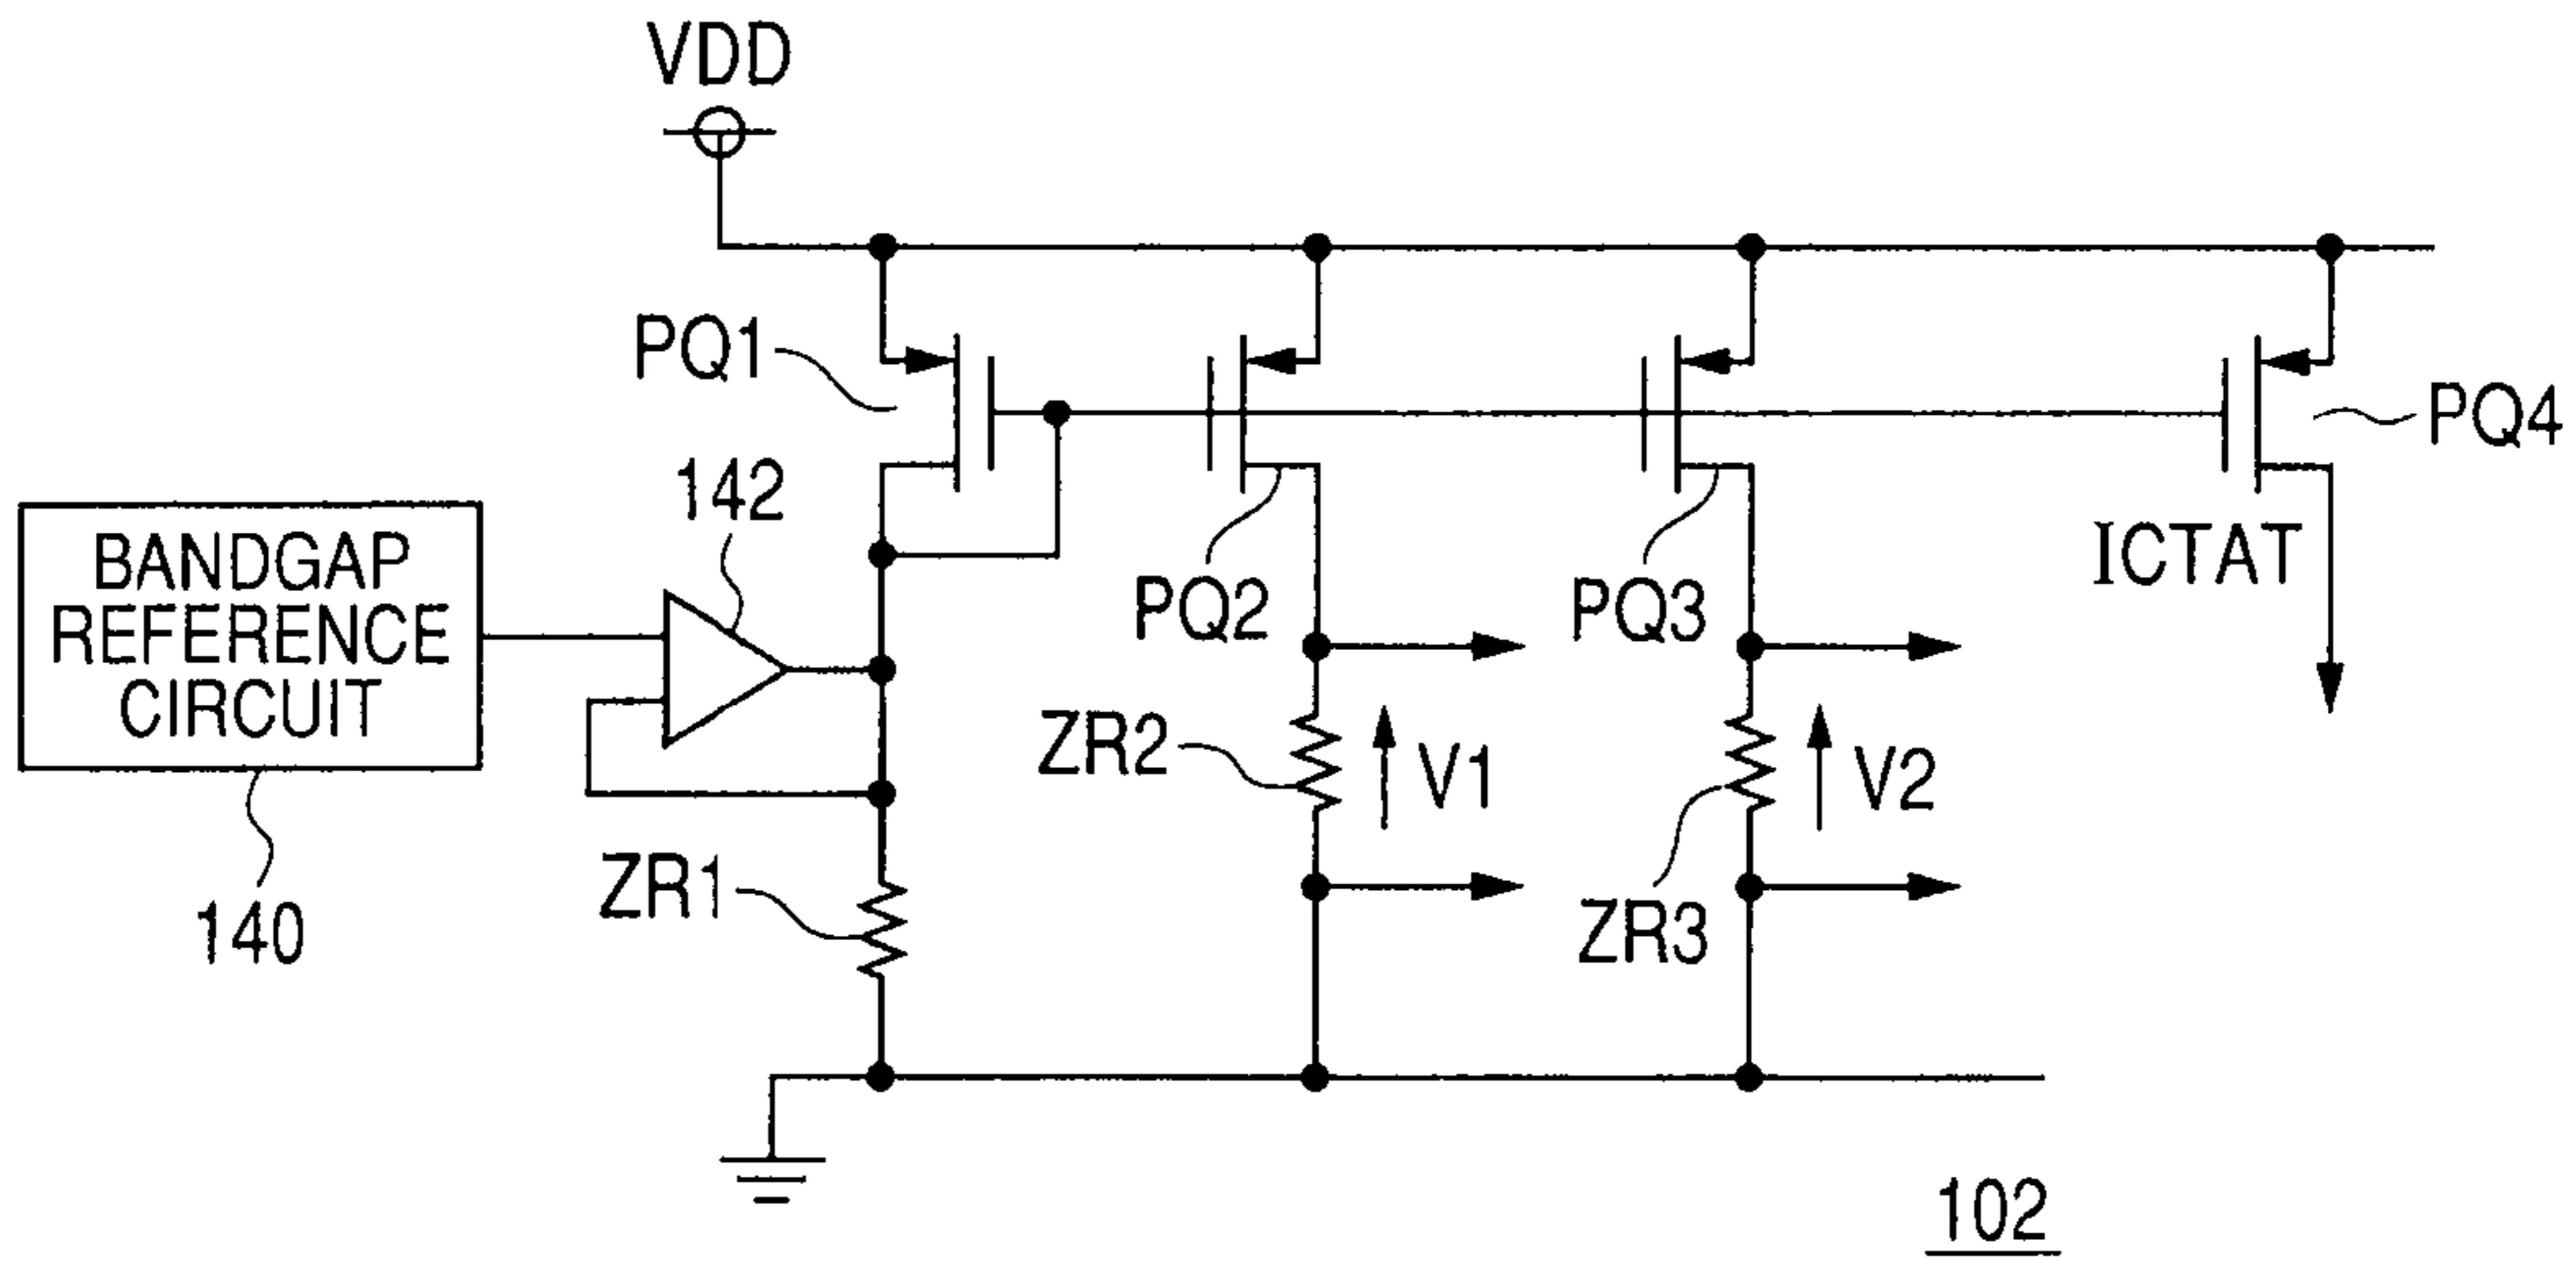 VDD
PQ1
PQ4
142
ICTAT
BANDGAP
REFERENCE
CIRCUIT
PQ2
PQ3
ZR2
V1
V2
ZR1
140
ZR3
102